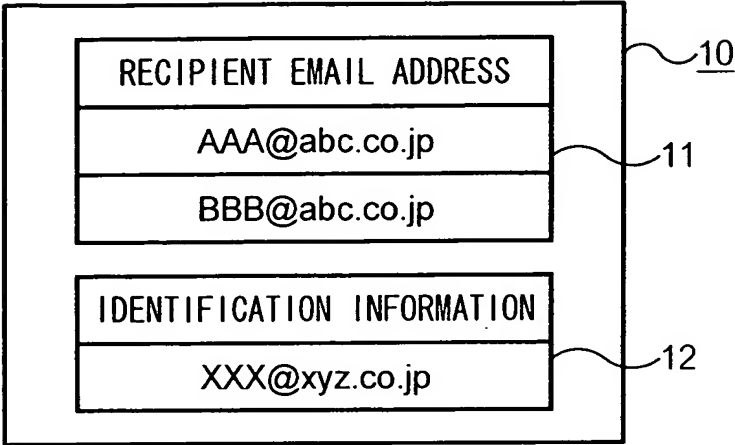 RECIPIENT EMAIL ADDRESS
10
AAA@abc.co.jp
11
BBB@abc.co.jp
IDENTIFICATION INFORMATION
XXX@xyz.co.jp
12